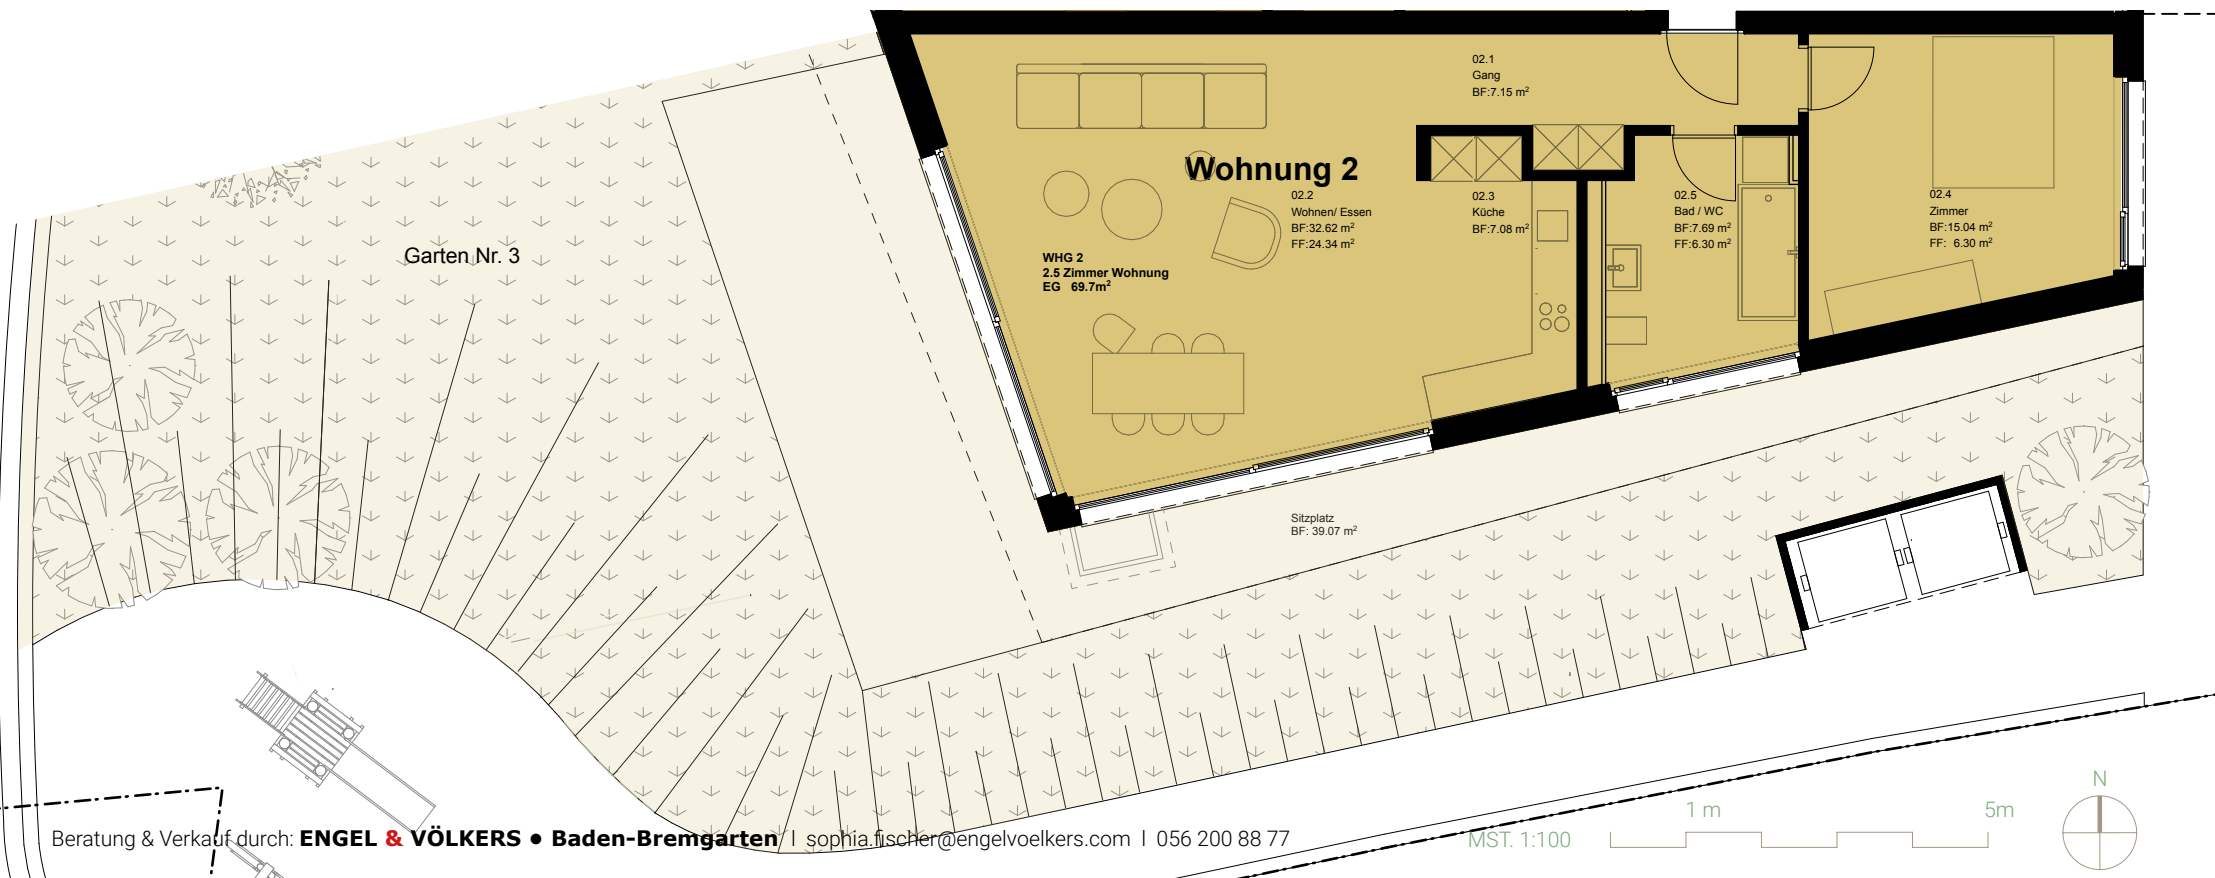 02.1
Gang
BF:7.15 m²
Wohnung 2
02.2
Wohnen/ Essen
BF:32.62 m²
FF:24.34 m²
02.3
Küche
BF:7.08 m²
02.5
Bad / WC
BF:7.69 m²
FF:6.30 m²
02.4
Zimmer
BF:15.04 m²
FF: 6.30 m²
Garten Nr. 3
WHG 2
2.5 Zimmer Wohnung
EG 69.7m²
Sitzplatz
BF: 39.07 m²
N
1 m 5m
MST. 1:100
Beratung & Verkauf durch: ENGEL & VÖLKERS • Baden-Bremgarten | sophia.fischer@engelvoelkers.com | 056 200 88 77